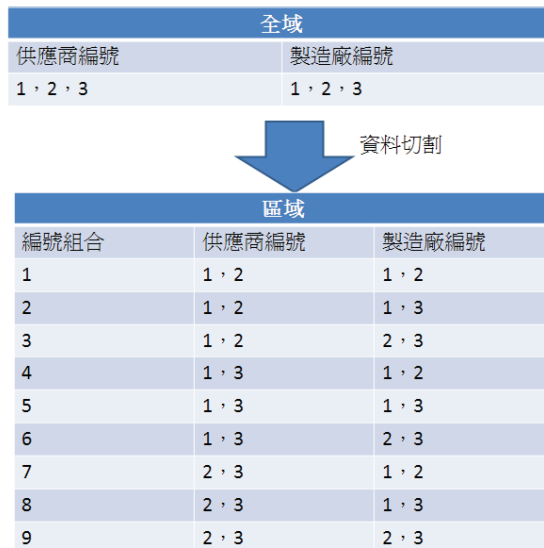 全域
供應商編號 製造廠編號
1，2，3 1，2，3
資料切割
區域
編號組合 供應商編號 製造廠編號
1 1，2 1，2
2 1，2 1，3
3 1，2 2，3
4 1，3 1，2
5 1，3 1，3
6 1，3 2，3
7 2，3 1，2
8 2，3 1，3
9 2，3 2，3